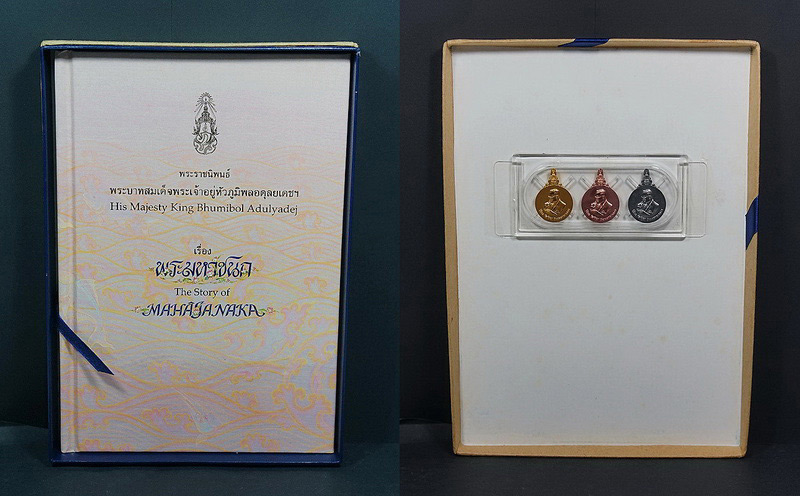 พระราชนิพนธ์
พระบาทสมเด็จพระเจ้าอยู่หัวภูมิพลอดุลยเดชฯ
His Majesty King Bhumibol Adulyadej
เรื่อง
พระมหาชนก
The Story of
MAHAJANAKA